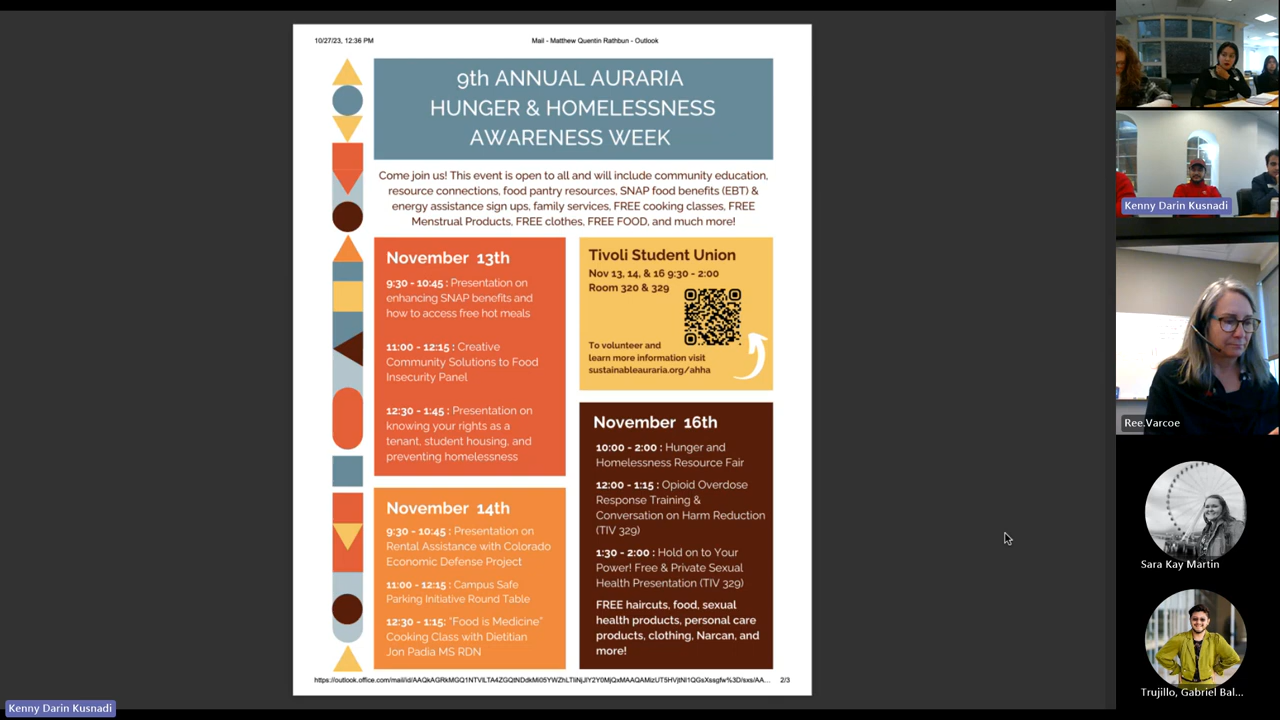 10/27/23, 12:36 PM
Mail - Matthew Quentin Rathbun - Outlook
9th ANNUAL AURARIA
HUNGER & HOMELESSNESS
AWARENESS WEEK
Come join us! This event is open to all and will include community education,
resource connections, food pantry resources, SNAP food benefits (EBT) &
energy assistance sign ups, family services, FREE cooking classes, FREE
Menstrual Products, FREE clothes, FREE FOOD, and much more!
November 13th
9:30 - 10:45 : Presentation on
enhancing SNAP benefits and
how to access free hot meals
11:00 - 12:15 : Creative
Community Solutions to Food
Insecurity Panel
12:30 - 1:45 : Presentation on
knowing your rights as a
tenant, student housing, and
preventing homelessness
November 14th
9:30 - 10:45 : Presentation on
Rental Assistance with Colorado
Economic Defense Project
11:00 - 12:15 : Campus Safe
Parking Initiative Round Table
12:30 - 1:15: "Food is Medicine"
Cooking Class with Dietitian
Jon Padia MS RDN
Tivoli Student Union
Nov 13, 14, & 16 9:30 - 2:00
Room 320 & 329
To volunteer and
learn more information visit
sustainableauraria.org/ahha
November 16th
10:00 - 2:00 : Hunger and
Homelessness Resource Fair
12:00 - 1:15 : Opioid Overdose
Response Training &
Conversation on Harm Reduction
(TIV 329)
1:30 - 2:00 : Hold on to Your
Power! Free & Private Sexual
Health Presentation (TIV 329)
FREE haircuts, food, sexual
health products, personal care
products, clothing, Narcan, and
more!
2/3
Kenny Darin Kusnadi
Kenny Darin Kusnadi
Ree.Varcoe
Sara Kay Martin
Trujillo, Gabriel Bal...